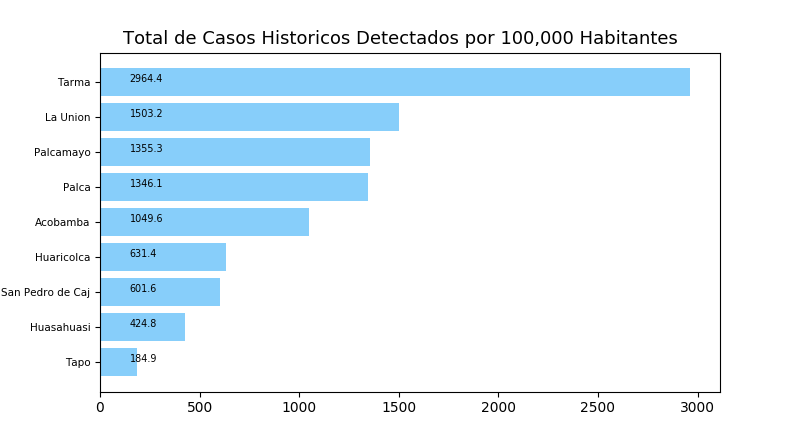 Total de Casos Historicos Detectados por 100,000 Habitantes
Tarma 2964.4
La Union 1503.2
Palcamayo 1355.3
Palca 1346.1
Acobamba 1049.6
Huaricolca 631.4
San Pedro de Caj 601.6
Huasahuasi 424.8
Tapo 184.9
0 500 1000 1500 2000 2500 3000